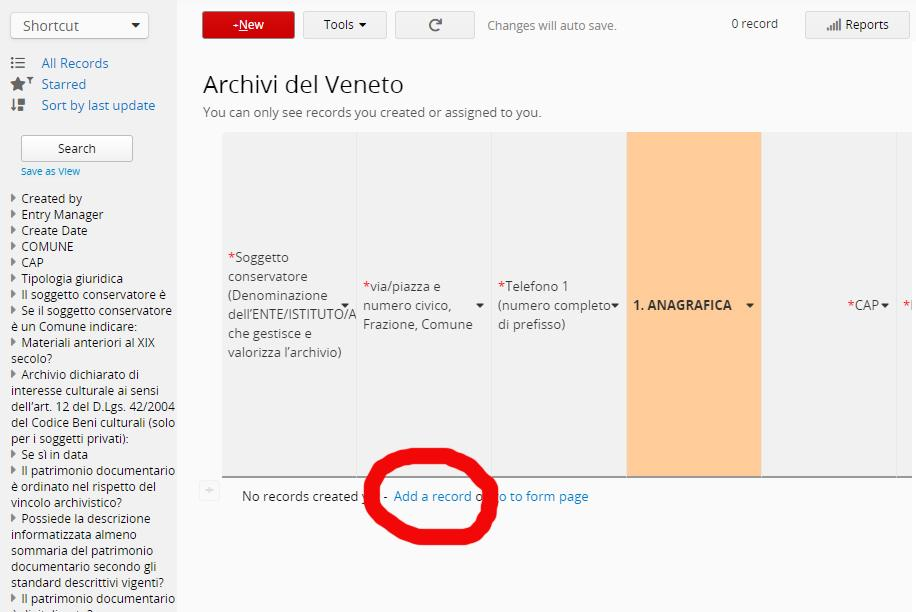 Shortcut
All Records
Starred
Sort by last update
Search
Save as View
Created by
Entry Manager
Create Date
COMUNE
CAP
Tipologia giuridica
Il soggetto conservatore è
Se il soggetto conservatore
è un Comune indicare:
Materiali anteriori al XIX
secolo?
Archivio dichiarato di
interesse culturale ai sensi
dell'art. 12 del D.Lgs. 42/2004
del Codice Beni culturali (solo
per i soggetti privati):
Se sì in data
Il patrimonio documentario
è ordinato nel rispetto del
vincolo archivistico?
Possiede la descrizione
informatizzata almeno
sommaria del patrimonio
documentario secondo gli
standard descrittivi vigenti?
Il patrimonio documentario
+New
Tools
Changes will auto save.
0 record
Reports
Archivi del Veneto
You can only see records you created or assigned to you.
*Soggetto
conservatore
(Denominazione
dell'ENTE/ISTITUTO/A
che gestisce e
valorizza l'archivio)
*via/piazza e
numero civico,
Frazione, Comune
*Telefono 1
(numero completo
di prefisso)
1. ANAGRAFICA
*CAP
*
+
No records created - Add a record to form page